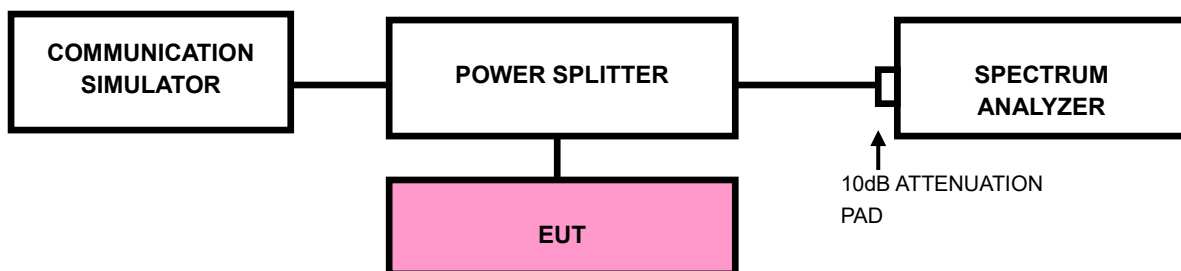 COMMUNICATION
SIMULATOR
POWER SPLITTER
SPECTRUM
ANALYZER
10dB ATTENUATION
PAD
EUT